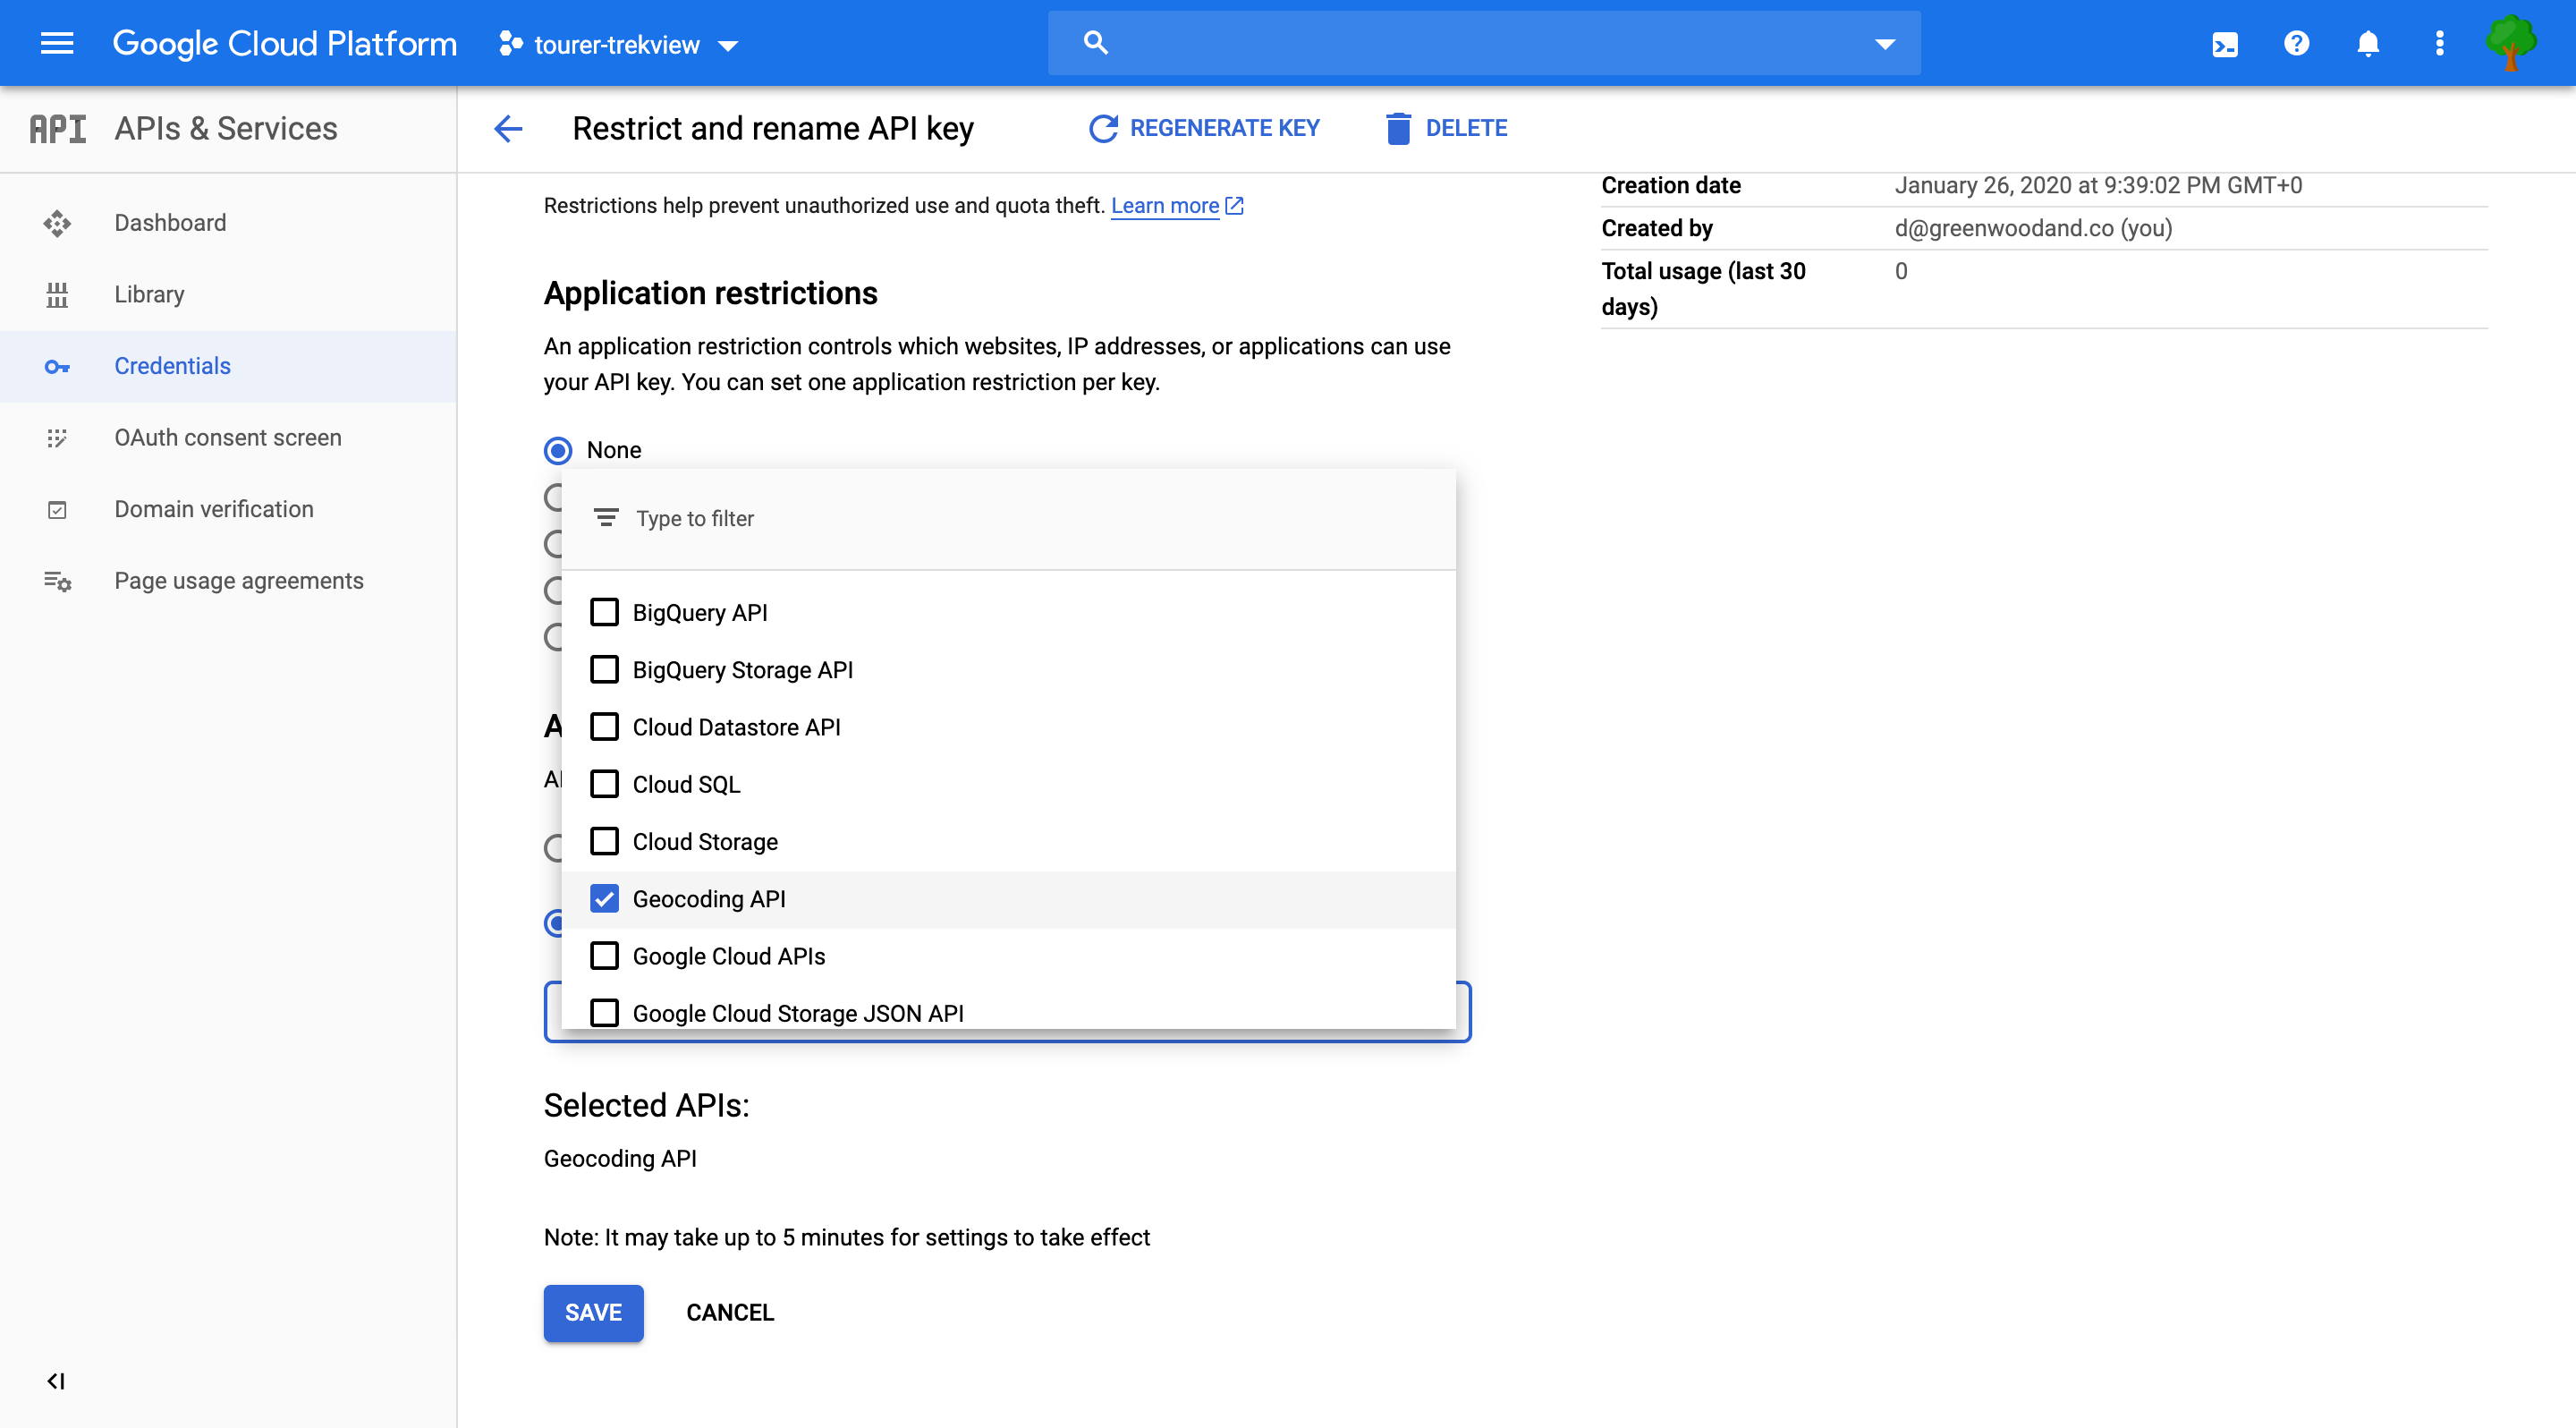 Google Cloud Platform
tourer-trekview
API APIs & Services
Restrict and rename API key
REGENERATE KEY
DELETE
Dashboard
Library
Credentials
OAuth consent screen
Domain verification
Page usage agreements
Restrictions help prevent unauthorized use and quota theft. Learn more
Application restrictions
An application restriction controls which websites, IP addresses, or applications can use
your API key. You can set one application restriction per key.
None
Type to filter
BigQuery API
BigQuery Storage API
Cloud Datastore API
Cloud SQL
Cloud Storage
Geocoding API
Google Cloud APIs
Google Cloud Storage JSON API
Selected APIs:
Geocoding API
Note: It may take up to 5 minutes for settings to take effect
SAVE
CANCEL
Creation date January 26, 2020 at 9:39:02 PM GMT+0
Created by d@greenwoodand.co (you)
Total usage (last 30 0
days)